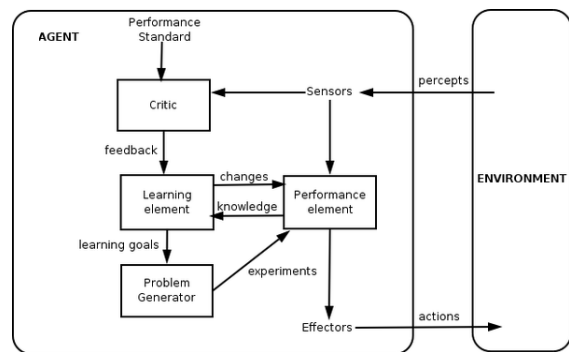 Performance
Standard
AGENT
percepts
Sensors
Critic
feedback
changes
Learning
element
Performance
element
ENVIRONMENT
knowledge
learning goals
experiments
Problem
Generator
actions
Effectors